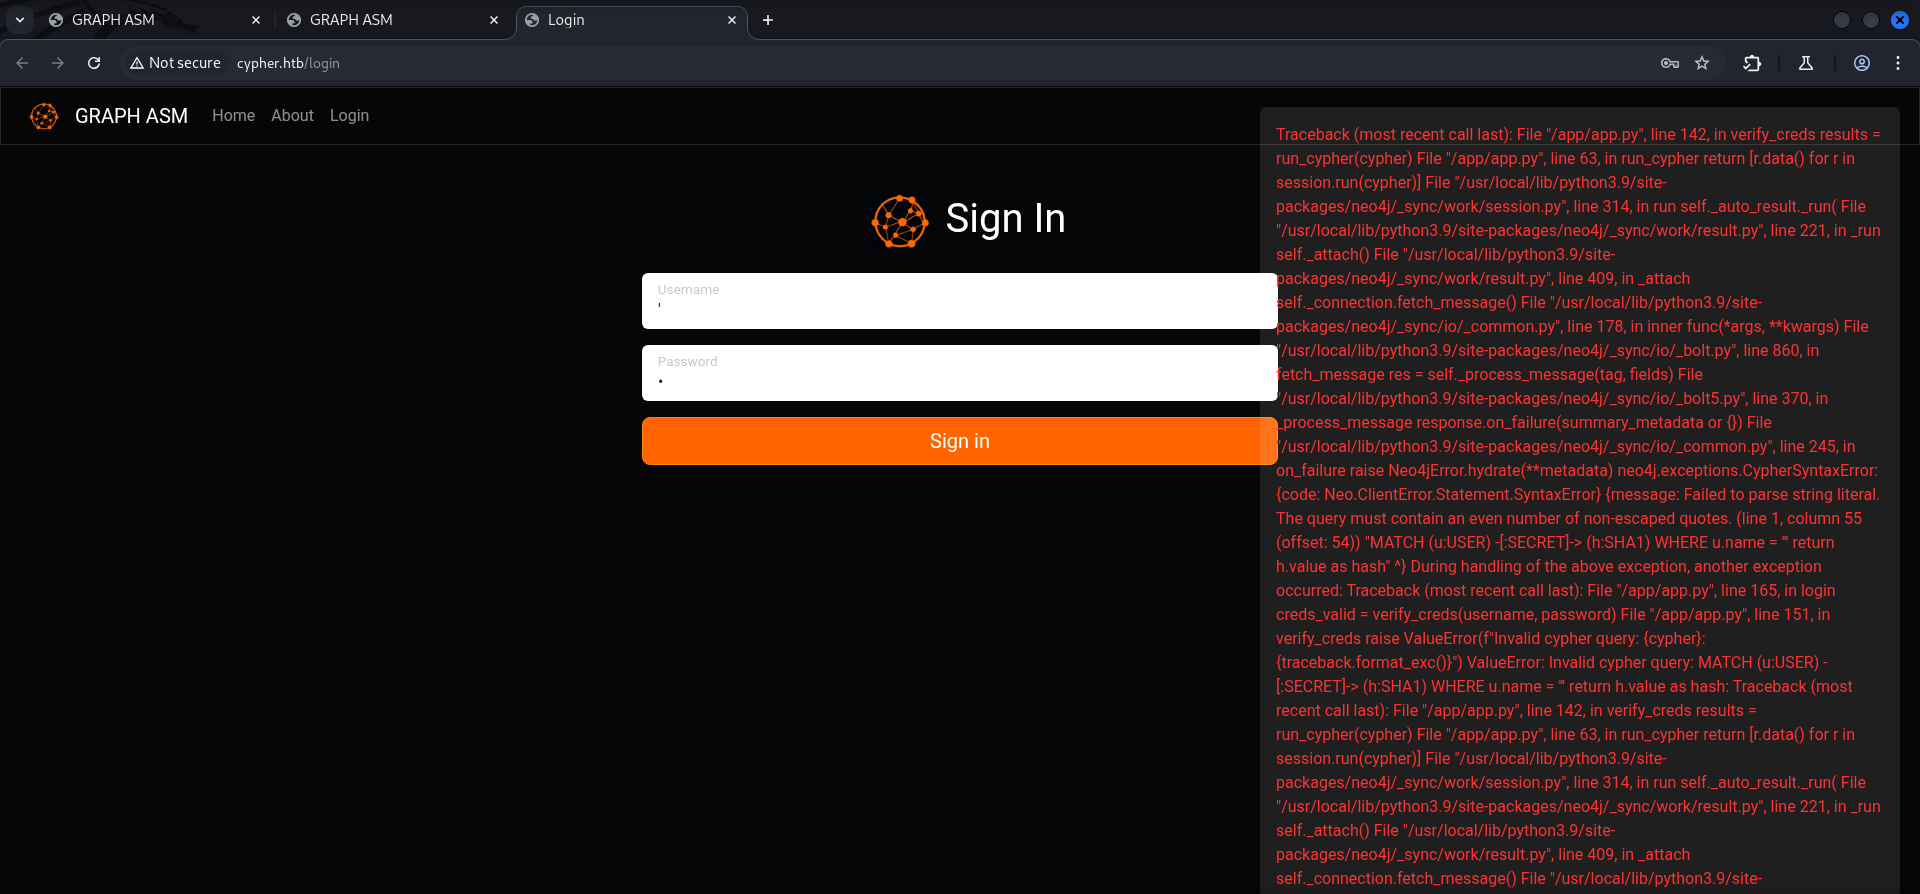 GRAPH ASM
GRAPH ASM
Login
Not secure
cypher.htb/login
GRAPH ASM
Home
About
Login
Sign In
Username
'
Password
•
Sign in
Traceback (most recent call last): File "/app/app.py", line 142, in verify_creds results =
run_cypher(cypher) File "/app/app.py", line 63, in run_cypher return [r.data() for r in
session.run(cypher)] File "/usr/local/lib/python3.9/site-
packages/neo4j/_sync/work/session.py", line 314, in run self._auto_result._run( File
"/usr/local/lib/python3.9/site-packages/neo4j/_sync/work/result.py", line 221, in _run
self._attach() File "/usr/local/lib/python3.9/site-
packages/neo4j/_sync/work/result.py", line 409, in _attach
self._connection.fetch_message() File "/usr/local/lib/python3.9/site-
packages/neo4j/_sync/io/_common.py", line 178, in inner func(*args, **kwargs) File
"/usr/local/lib/python3.9/site-packages/neo4j/_sync/io/_bolt.py", line 860, in
fetch_message res = self._process_message(tag, fields) File
"/usr/local/lib/python3.9/site-packages/neo4j/_sync/io/_bolt5.py", line 370, in
_process_message response.on_failure(summary_metadata or {}) File
"/usr/local/lib/python3.9/site-packages/neo4j/_sync/io/_common.py", line 245, in
on_failure raise Neo4jError.hydrate(**metadata) neo4j.exceptions.CypherSyntaxError:
{code: Neo.ClientError.Statement.SyntaxError} {message: Failed to parse string literal.
The query must contain an even number of non-escaped quotes. (line 1, column 55
(offset: 54)) "MATCH (u:USER) -[:SECRET]-> (h:SHA1) WHERE u.name = ''' return
h.value as hash" ^} During handling of the above exception, another exception
occurred: Traceback (most recent call last): File "/app/app.py", line 165, in login
creds_valid = verify_creds(username, password) File "/app/app.py", line 151, in
verify_creds raise ValueError(f"Invalid cypher query: {cypher}:
{traceback.format_exc()}") ValueError: Invalid cypher query: MATCH (u:USER) -
[:SECRET]-> (h:SHA1) WHERE u.name = ''' return h.value as hash: Traceback (most
recent call last): File "/app/app.py", line 142, in verify_creds results =
run_cypher(cypher) File "/app/app.py", line 63, in run_cypher return [r.data() for r in
session.run(cypher)] File "/usr/local/lib/python3.9/site-
packages/neo4j/_sync/work/session.py", line 314, in run self._auto_result._run( File
"/usr/local/lib/python3.9/site-packages/neo4j/_sync/work/result.py", line 221, in _run
self._attach() File "/usr/local/lib/python3.9/site-
packages/neo4j/_sync/work/result.py", line 409, in _attach
self._connection.fetch_message() File "/usr/local/lib/python3.9/site-